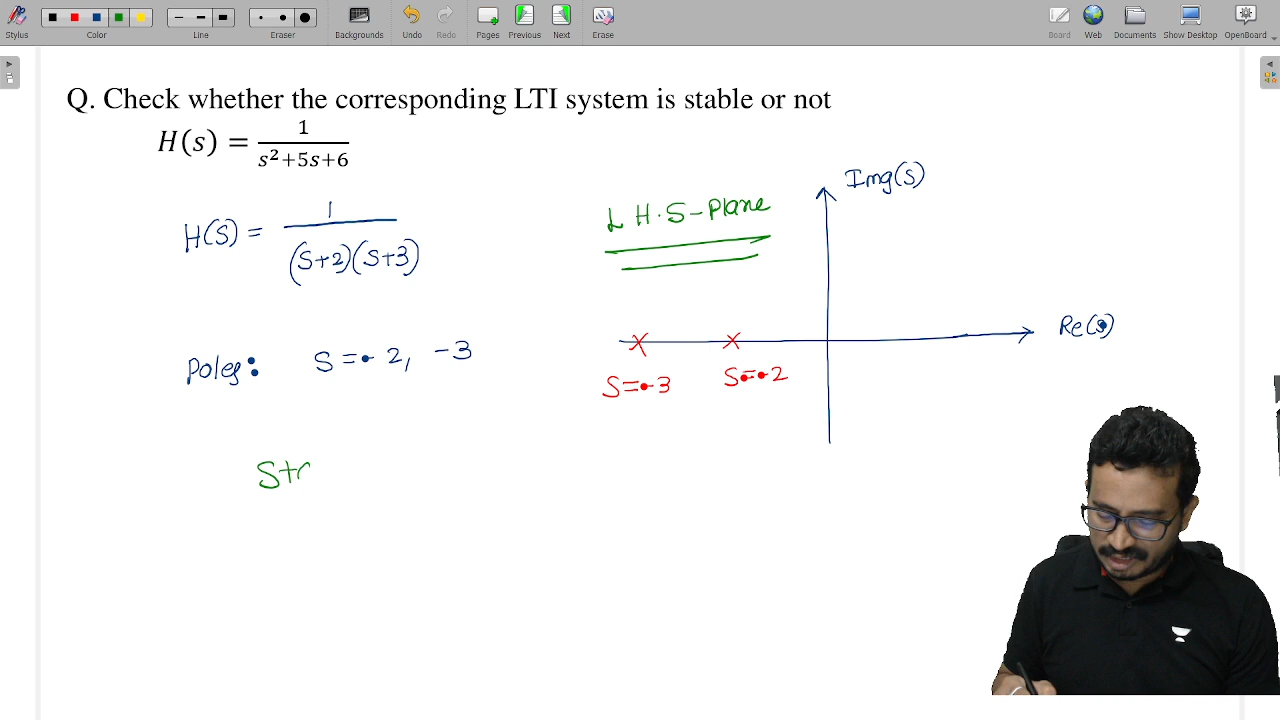 Stylus
Color
Line
Eraser
Backgrounds
Undo
Redo
Pages
Previous
Next
Erase
Board
Web
Documents
Show Desktop
OpenBoard
Q. Check whether the corresponding LTI system is stable or not
H(s) = 1/(s²+5s+6)
H(S) = 1/((S+2)(S+3))
Poles: S = -2, -3
L H. S-Plane
Img(S)
Re(s)
S=-3
S=-2